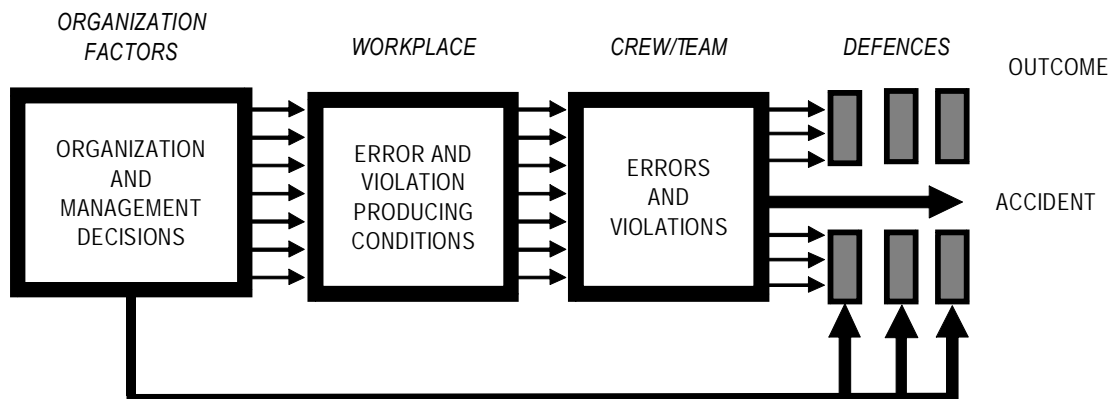 ORGANIZATION
FACTORS
WORKPLACE
CREW/TEAM
DEFENCES
OUTCOME
ORGANIZATION
AND
MANAGEMENT
DECISIONS
ERROR AND
VIOLATION
PRODUCING
CONDITIONS
ERRORS
AND
VIOLATIONS
ACCIDENT